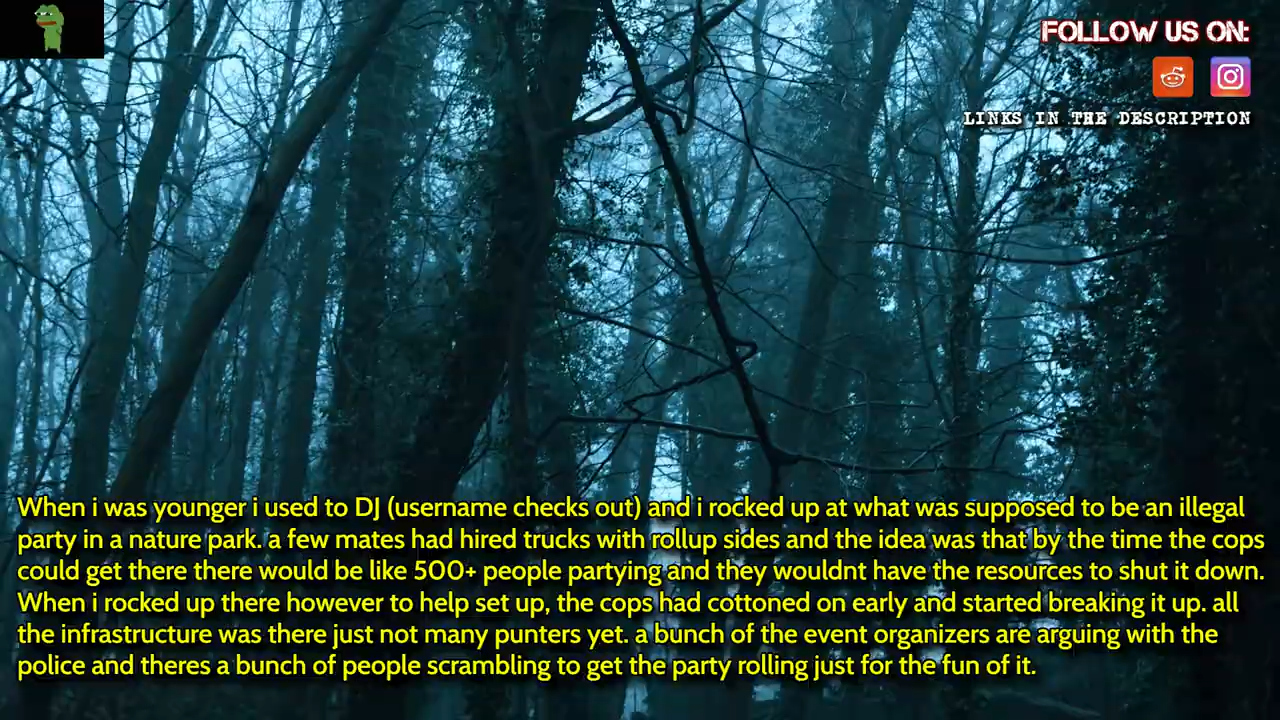 FOLLOW US ON:
LINKS IN THE DESCRIPTION
When i was younger i used to DJ (username checks out) and i rocked up at what was supposed to be an illegal
party in a nature park. a few mates had hired trucks with rollup sides and the idea was that by the time the cops
could get there there would be like 500+ people partying and they wouldnt have the resources to shut it down.
When i rocked up there however to help set up, the cops had cottoned on early and started breaking it up. all
the infrastructure was there just not many punters yet. a bunch of the event organizers are arguing with the
police and theres a bunch of people scrambling to get the party rolling just for the fun of it.